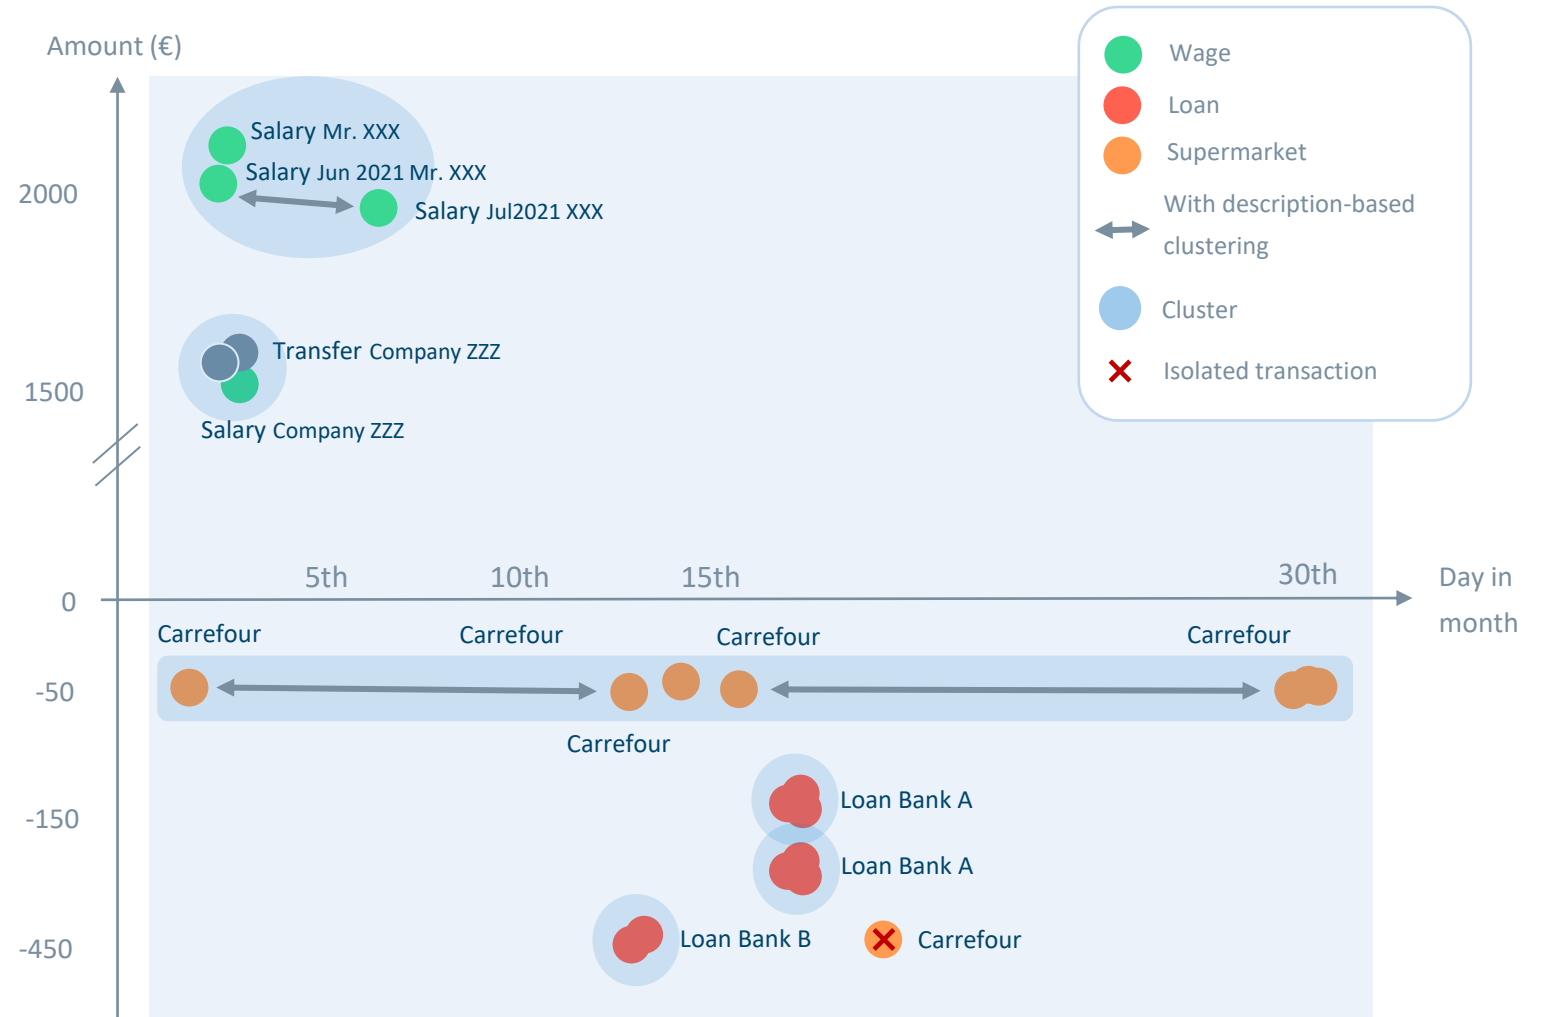 Amount (€)
Wage
Loan
Supermarket
With description-based
clustering
Cluster
Isolated transaction
Salary Mr. XXX
Salary Jun 2021 Mr. XXX
Salary Jul2021 XXX
2000
Transfer Company ZZZ
1500
Salary Company ZZZ
5th
10th
15th
30th
Day in
month
0
Carrefour
Carrefour
Carrefour
Carrefour
-50
Carrefour
Loan Bank A
-150
Loan Bank A
Loan Bank B
Carrefour
-450